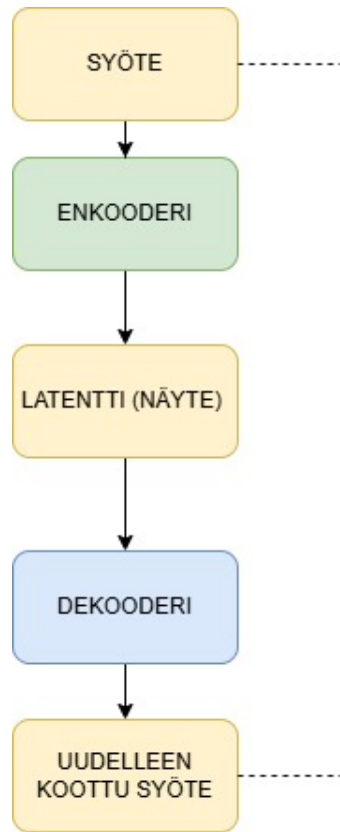 SYÖTE
ENKOODERI
LATENTTI (NÄYTE)
DEKOODERI
UUDELLEEN
KOOTTU SYÖTE